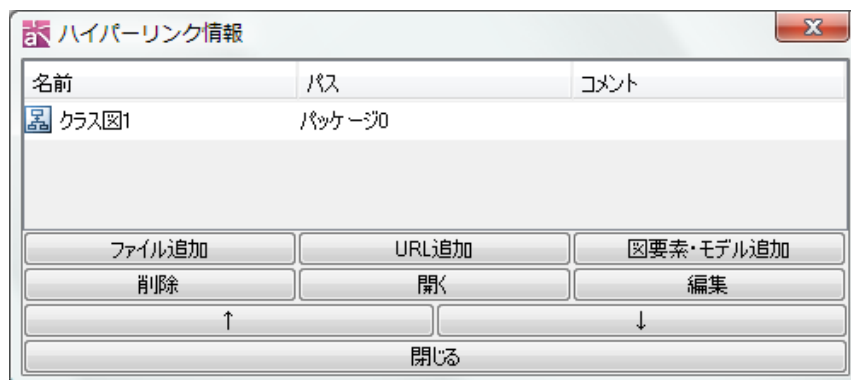 ハイパーリンク情報
名前 パス コメント
クラス図1 パッケージ0
ファイル追加 URL追加 図要素・モデル追加
削除 開く 編集
↑ ↓
閉じる